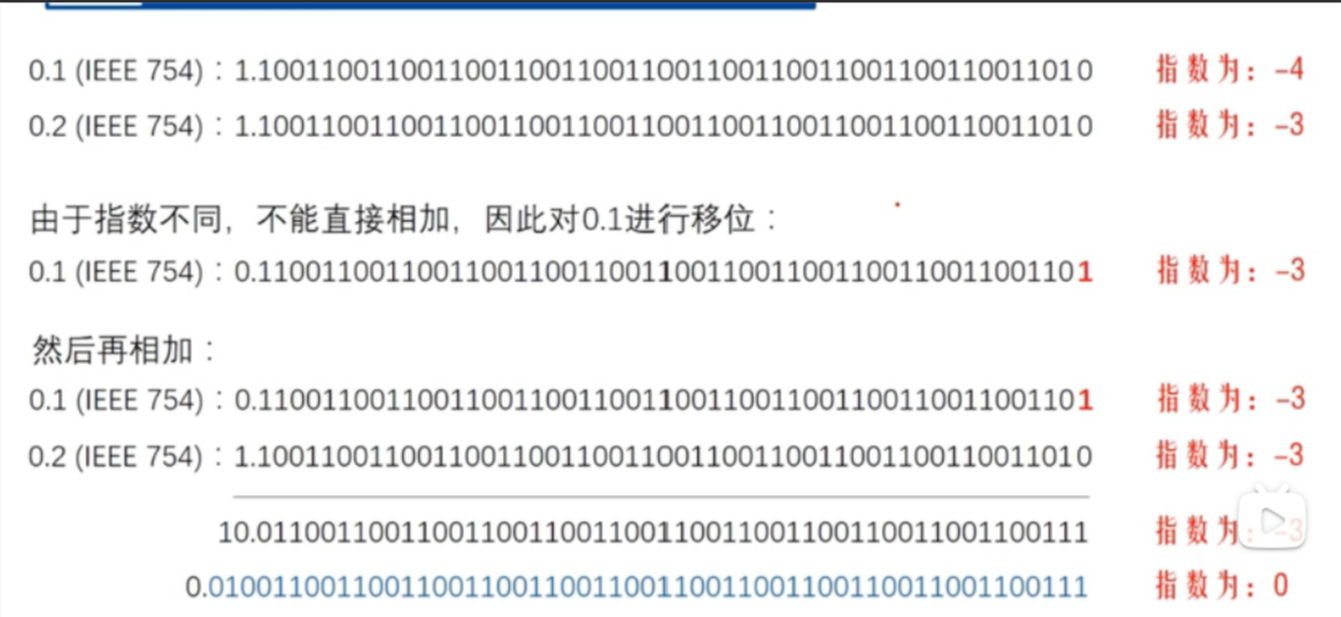 0.1 (IEEE 754)：1.1001100110011001100110011001100110011001100110011010 指数为：-4
0.2 (IEEE 754)：1.1001100110011001100110011001100110011001100110011010 指数为：-3
由于指数不同，不能直接相加，因此对0.1进行移位：
0.1 (IEEE 754)：0.1100110011001100110011001100110011001100110011001101 指数为：-3
然后再相加：
0.1 (IEEE 754)：0.1100110011001100110011001100110011001100110011001101 指数为：-3
0.2 (IEEE 754)：1.1001100110011001100110011001100110011001100110011010 指数为：-3
10.0110011001100110011001100110011001100110011001100111 指数为：-3
0.0100110011001100110011001100110011001100110011001100111 指数为：0